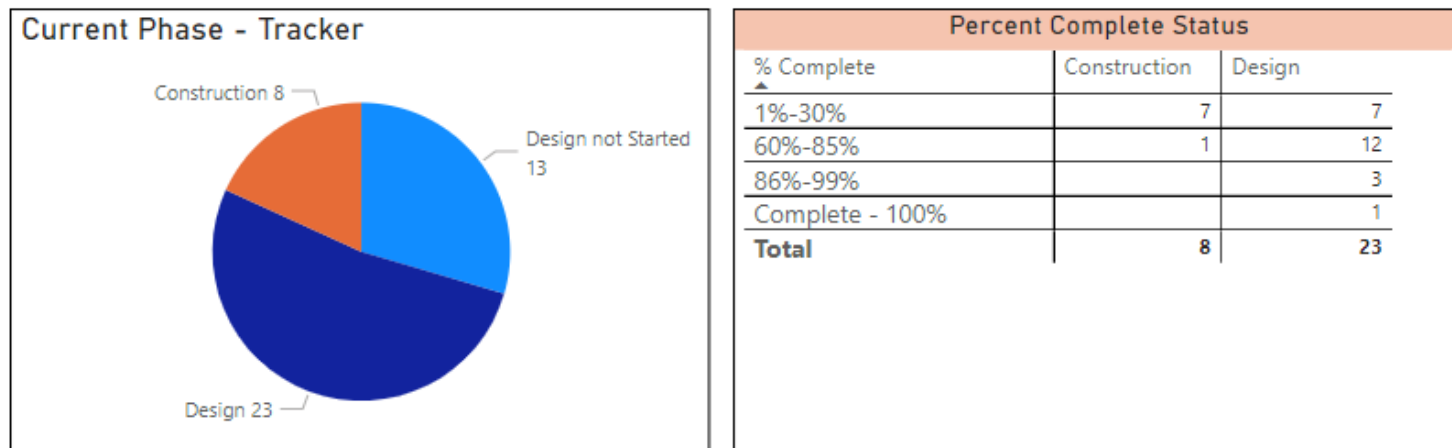 Current Phase - Tracker
Construction 8
Design not Started
13
Design 23
Percent Complete Status
% Complete Construction Design
1%-30% 7 7
60%-85% 1 12
86%-99% 3
Complete - 100% 1
Total 8 23